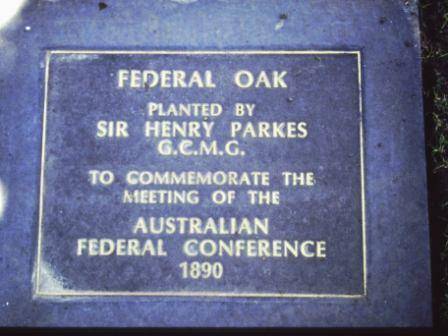 FEDERAL OAK
PLANTED BY
SIR HENRY PARKES
G.C.M.G.
TO COMMEMORATE THE
MEETING OF THE
AUSTRALIAN
FEDERAL CONFERENCE
1890